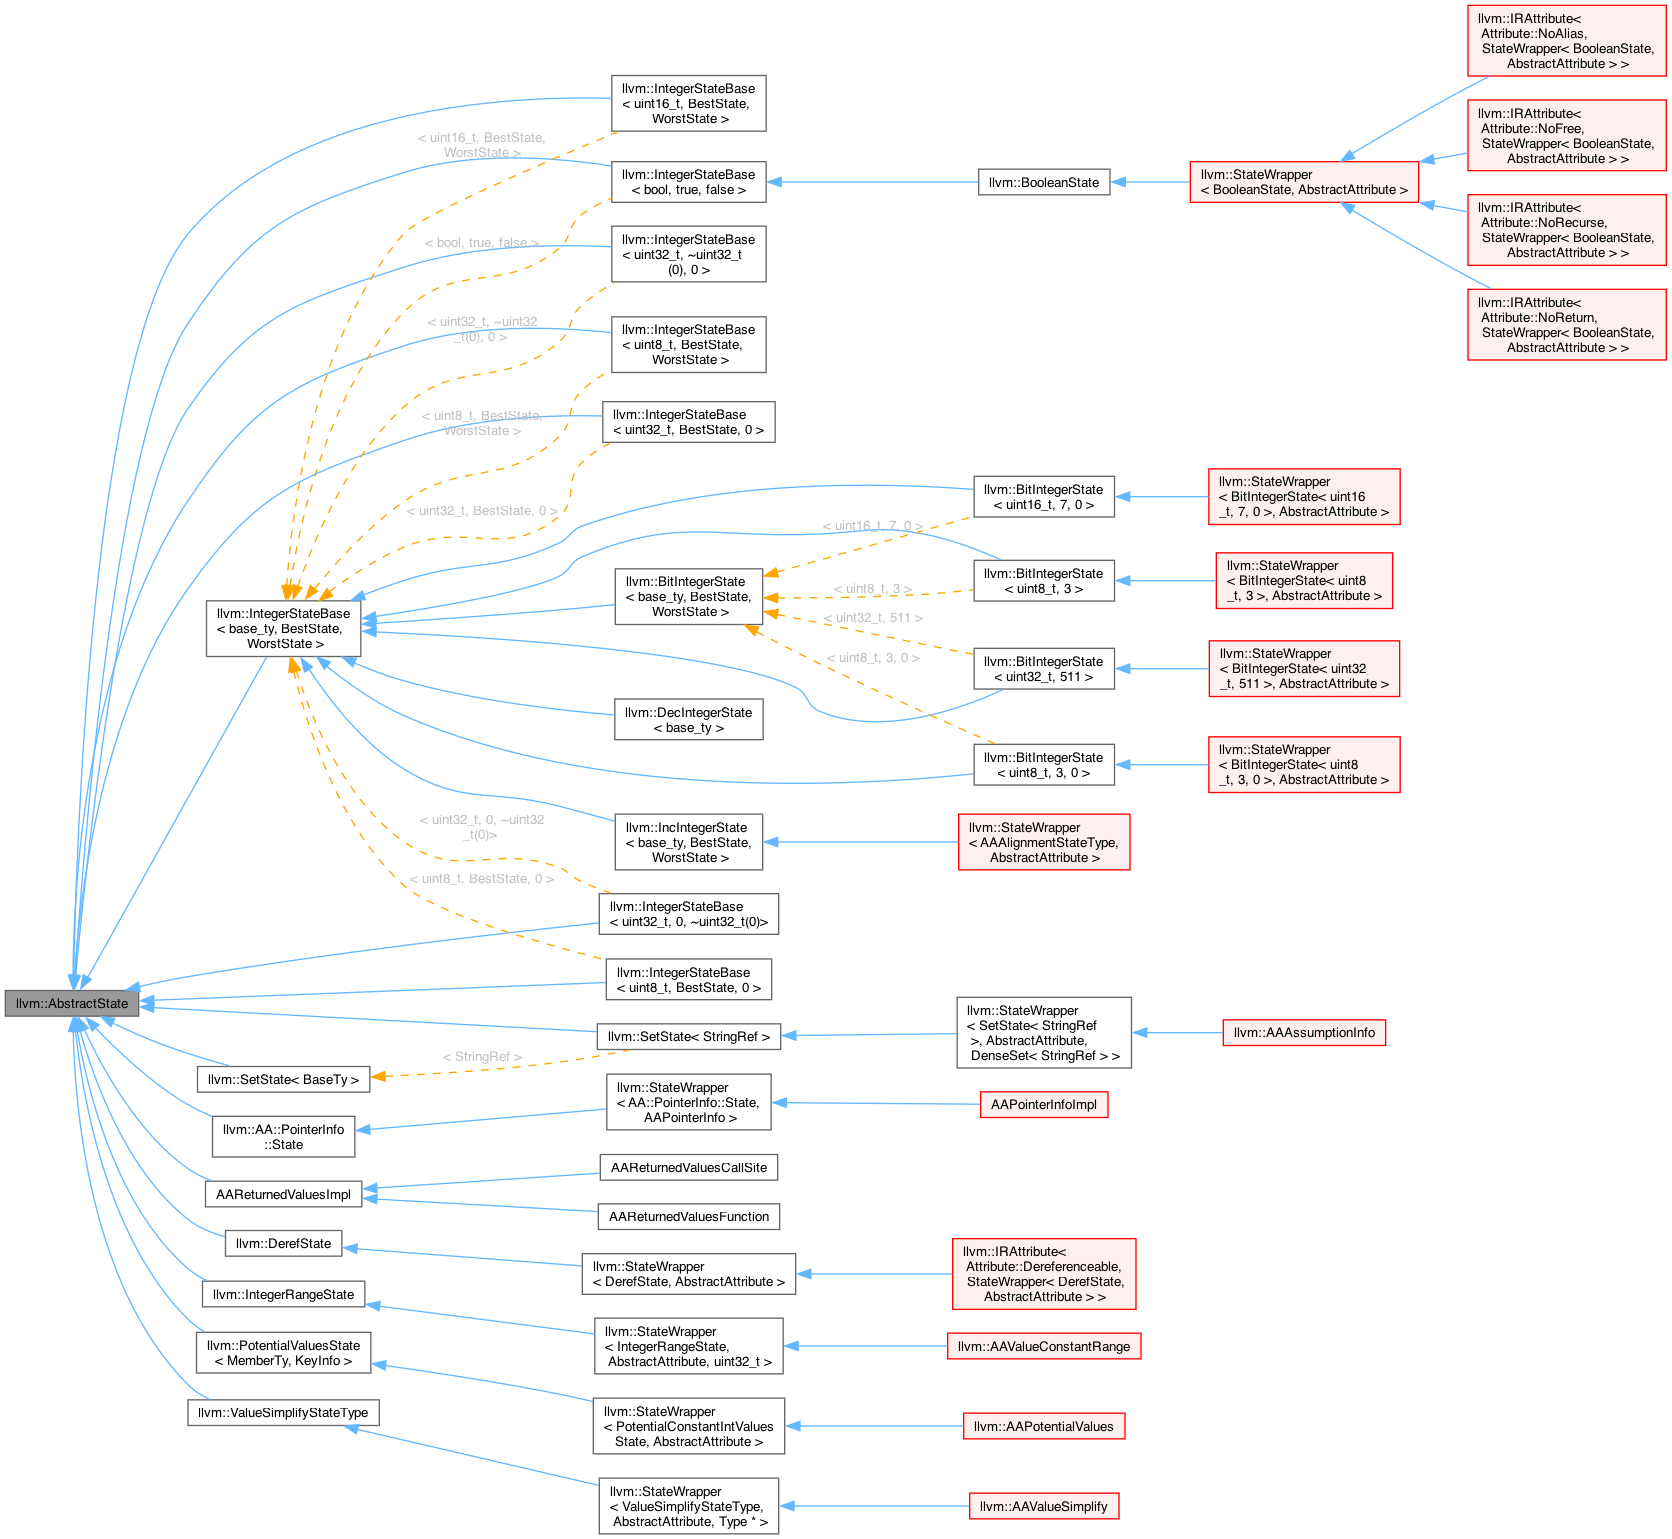 llvm::IRAttribute<
Attribute::NoAlias,
StateWrapper< BooleanState,
AbstractAttribute > >
llvm::IntegerStateBase
< uint16_t, BestState,
WorstState >
llvm::IRAttribute<
Attribute::NoFree,
StateWrapper< BooleanState,
AbstractAttribute > >
< uint16_t, BestState,
WorstState >
llvm::IntegerStateBase
< bool, true, false >
llvm::BooleanState
llvm::StateWrapper
< BooleanState, AbstractAttribute >
llvm::IRAttribute<
Attribute::NoRecurse,
StateWrapper< BooleanState,
AbstractAttribute > >
< bool, true, false >
llvm::IntegerStateBase
< uint32_t, ~uint32_t
(0), 0 >
llvm::IRAttribute<
Attribute::NoReturn,
StateWrapper< BooleanState,
AbstractAttribute > >
< uint32_t, ~uint32
_t(0), 0 >
llvm::IntegerStateBase
< uint8_t, BestState,
WorstState >
< uint8_t, BestState,
WorstState >
llvm::IntegerStateBase
< uint32_t, BestState, 0 >
< uint32_t, BestState, 0 >
llvm::BitIntegerState
< uint16_t, 7, 0 >
llvm::StateWrapper
< BitIntegerState< uint16
_t, 7, 0 >, AbstractAttribute >
< uint16_t, 7, 0 >
llvm::IntegerStateBase
< base_ty, BestState,
WorstState >
llvm::BitIntegerState
< base_ty, BestState,
WorstState >
< uint8_t, 3 >
llvm::BitIntegerState
< uint8_t, 3 >
llvm::StateWrapper
< BitIntegerState< uint8
_t, 3 >, AbstractAttribute >
< uint32_t, 511 >
llvm::BitIntegerState
< uint32_t, 511 >
llvm::StateWrapper
< BitIntegerState< uint32
_t, 511 >, AbstractAttribute >
< uint8_t, 3, 0 >
llvm::DecIntegerState
< base_ty >
llvm::BitIntegerState
< uint8_t, 3, 0 >
llvm::StateWrapper
< BitIntegerState< uint8
_t, 3, 0 >, AbstractAttribute >
< uint32_t, 0, ~uint32
_t(0)>
llvm::IncIntegerState
< base_ty, BestState,
WorstState >
llvm::StateWrapper
< AAAlignmentStateType,
AbstractAttribute >
< uint8_t, BestState, 0 >
llvm::IntegerStateBase
< uint32_t, 0, ~uint32_t(0)>
llvm::IntegerStateBase
< uint8_t, BestState, 0 >
llvm::AbstractState
llvm::SetState< StringRef >
llvm::StateWrapper
< SetState< StringRef
>, AbstractAttribute,
DenseSet< StringRef > >
llvm::AAAssumptionInfo
< StringRef >
llvm::SetState< BaseTy >
llvm::AA::PointerInfo
::State
llvm::StateWrapper
< AA::PointerInfo::State,
AAPointerInfo >
AAPointerInfoImpl
AAReturnedValuesImpl
AAReturnedValuesCallSite
AAReturnedValuesFunction
llvm::DerefState
llvm::StateWrapper
< DerefState, AbstractAttribute >
llvm::IRAttribute<
Attribute::Dereferenceable,
StateWrapper< DerefState,
AbstractAttribute > >
llvm::IntegerRangeState
llvm::StateWrapper
< IntegerRangeState,
AbstractAttribute, uint32_t >
llvm::AAValueConstantRange
llvm::PotentialValuesState
< MemberTy, KeyInfo >
llvm::StateWrapper
< PotentialConstantIntValues
State, AbstractAttribute >
llvm::AAPotentialValues
llvm::ValueSimplifyStateType
llvm::StateWrapper
< ValueSimplifyStateType,
AbstractAttribute, Type * >
llvm::AAValueSimplify